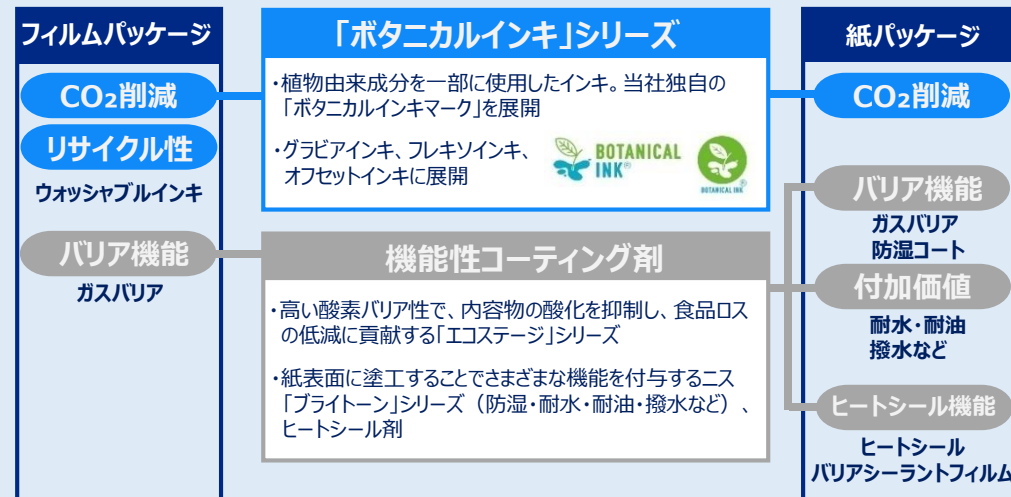 フィルムパッケージ
CO₂削減
リサイクル性
ウォッシャブルインキ
バリア機能
ガスバリア
「ボタニカルインキ」シリーズ
・植物由来成分を一部に使用したインキ。当社独自の
「ボタニカルインキマーク」を展開
・グラビアインキ、フレキソインキ、
オフセットインキに展開
BOTANICAL
INK®
BOTANICAL INK®
機能性コーティング剤
・高い酸素バリア性で、内容物の酸化を抑制し、食品ロス
の低減に貢献する「エコステージ」シリーズ
・紙表面に塗工することでさまざまな機能を付与するニス
「ブライトーン」シリーズ（防湿・耐水・耐油・撥水など）、
ヒートシール剤
紙パッケージ
CO₂削減
バリア機能
ガスバリア
防湿コート
付加価値
耐水・耐油
撥水など
ヒートシール機能
ヒートシール
バリアシーラントフィルム